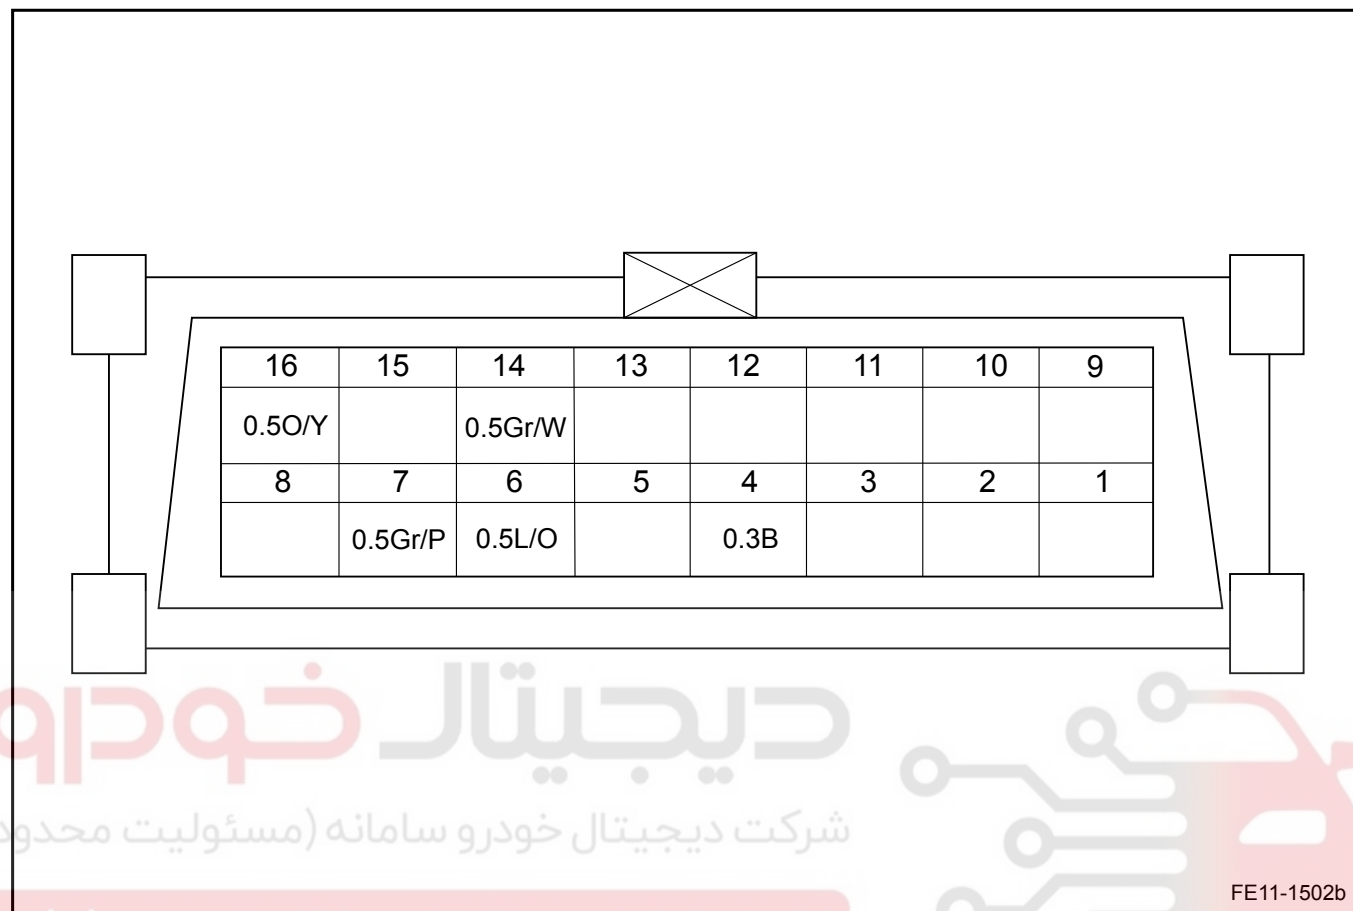 16 15 14 13 12 11 10 9
0.5O/Y 0.5Gr/W
8 7 6 5 4 3 2 1
0.5Gr/P 0.5L/O 0.3B
دیجیتال خودرو
شرکت دیجیتال خودرو سامانه (مسئولیت محدود
FE11-1502b